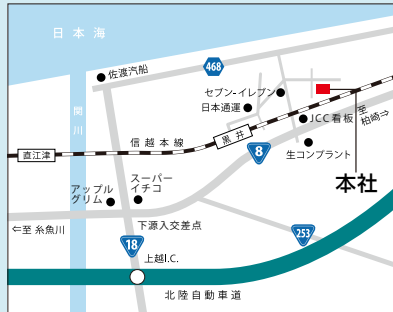 日本海
佐渡汽船
468
セブン-イレブン
日本通運
関川
JCC看板
至
柏崎⇒
信越本線
黒井
生コンプラント
直江津
8
本社
アップル
グリム
スーパー
イチコ
⇐至 糸魚川
下源入交差点
18
253
上越I.C.
北陸自動車道